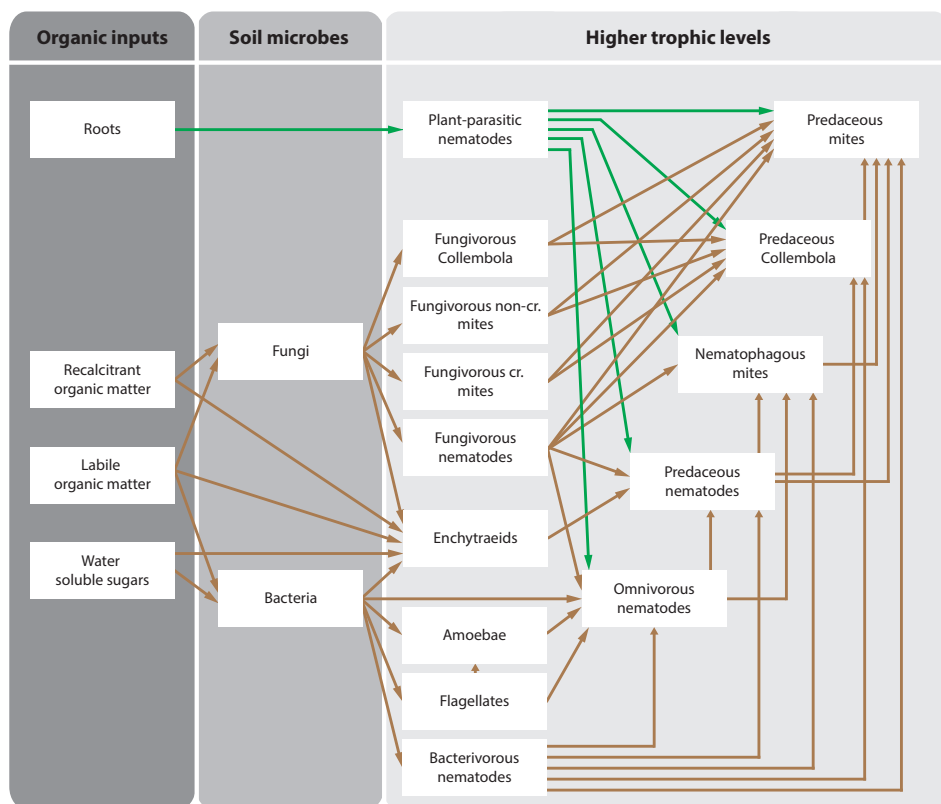 Organic inputs
Soil microbes
Higher trophic levels
Roots
Plant-parasitic
nematodes
Predaceous
mites
Fungivorous
Collembola
Predaceous
Collembola
Fungivorous non-cr.
mites
Fungi
Recalcitrant
organic matter
Fungivorous cr.
mites
Nematophagous
mites
Fungivorous
nematodes
Labile
organic matter
Predaceous
nematodes
Enchytraeids
Water
soluble sugars
Bacteria
Omnivorous
nematodes
Amoebae
Flagellates
Bacterivorous
nematodes